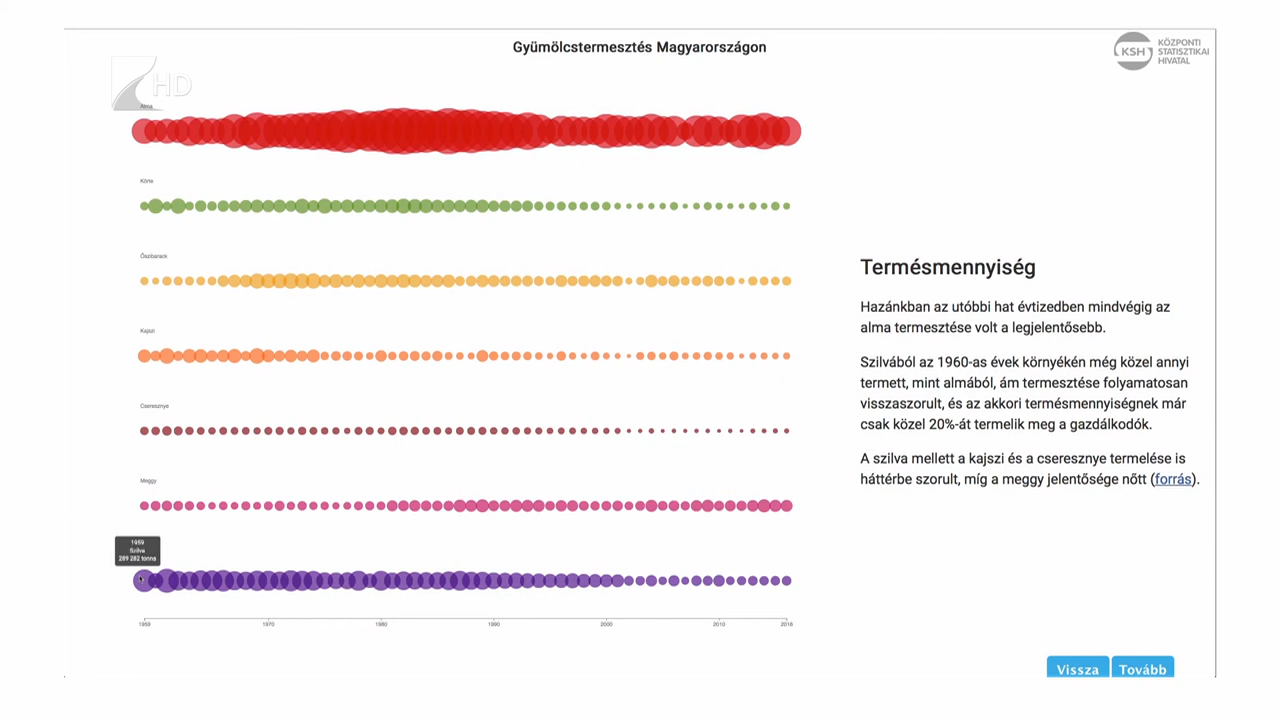 Gyümölcstermesztés Magyarországon
KSH
KÖZPONTI
STATISZTIKAI
HIVATAL
HD
Alma
Körte
Őszibarack
Kajszi
Cseresznye
Meggy
1959
Szilva
289 282 tonna
1959 1970 1980 1990 2000 2010 2016
Termésmennyiség
Hazánkban az utóbbi hat évtizedben mindvégig az
alma termesztése volt a legjelentősebb.
Szilvából az 1960-as évek környékén még közel annyi
termett, mint almából, ám termesztése folyamatosan
visszaszorult, és az akkori termésmennyiségnek már
csak közel 20%-át termelik meg a gazdálkodók.
A szilva mellett a kajszi és a cseresznye termelése is
háttérbe szorult, míg a meggy jelentősége nőtt (forrás).
Vissza Tovább